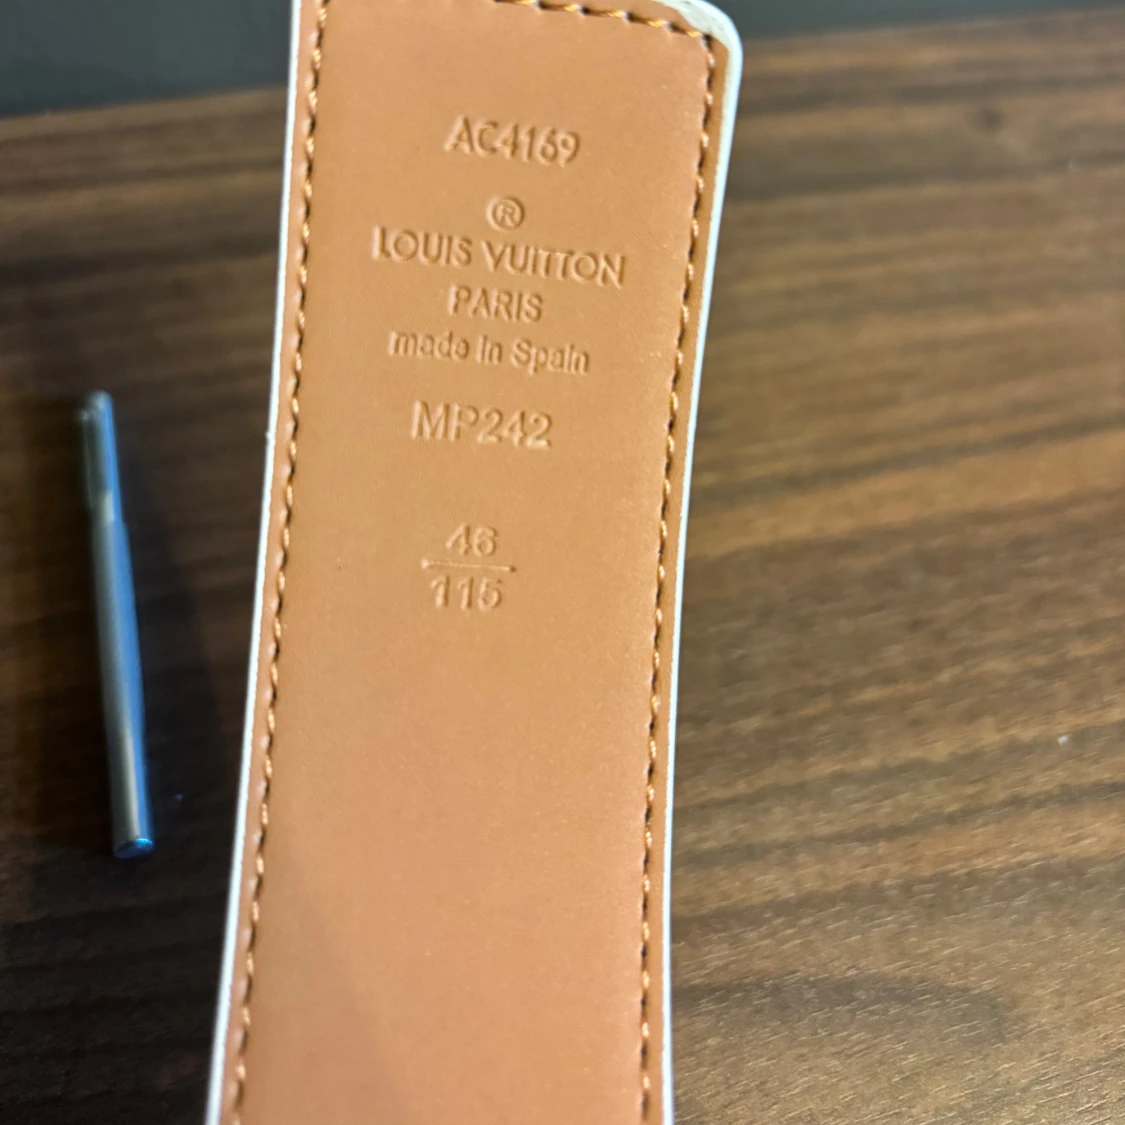 AC4169
®
LOUIS VUITTON
PARIS
made in Spain
MP242
46
115